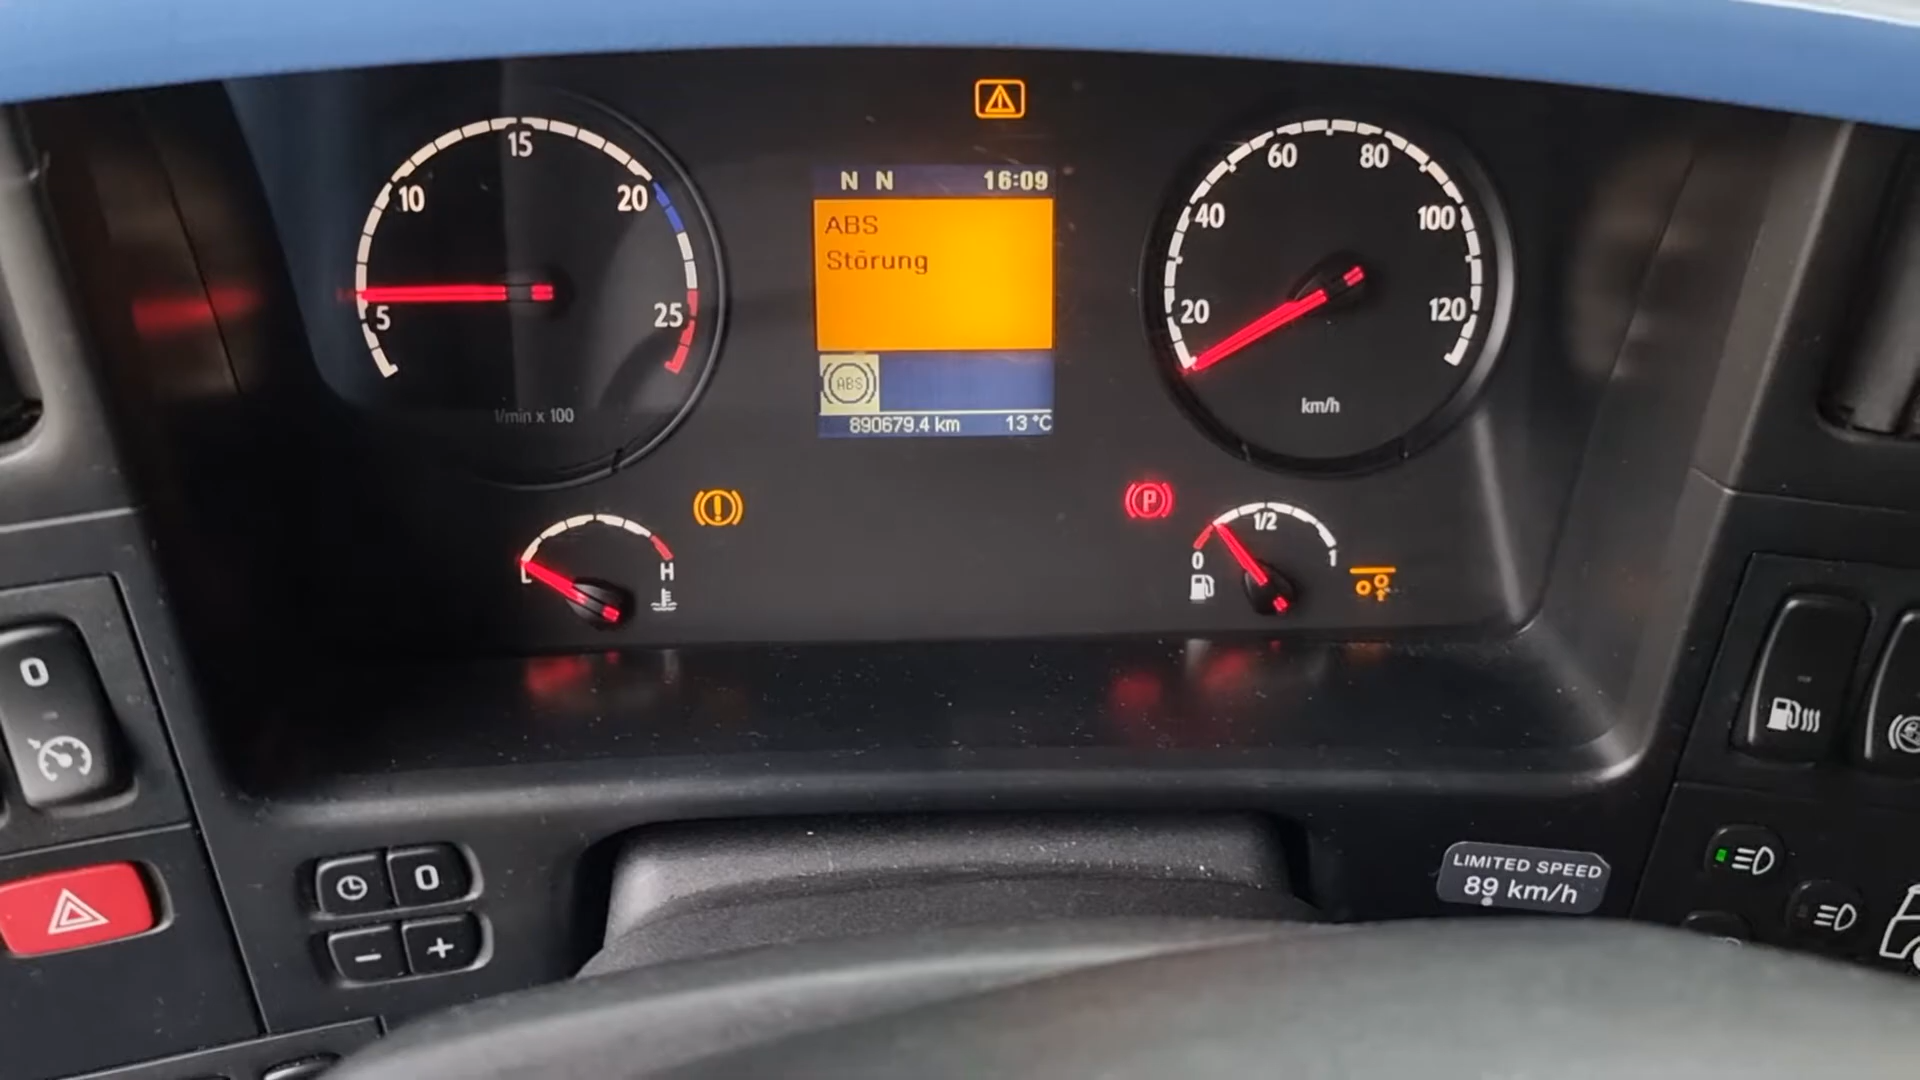 15
10
20
5
25
1/min x 100
N N 16:09
ABS
Störung
ABS
890679.4 km 13 °C
60
80
40
100
20
120
km/h
H
P
1/2
0
1
0
0
LIMITED SPEED
89 km/h